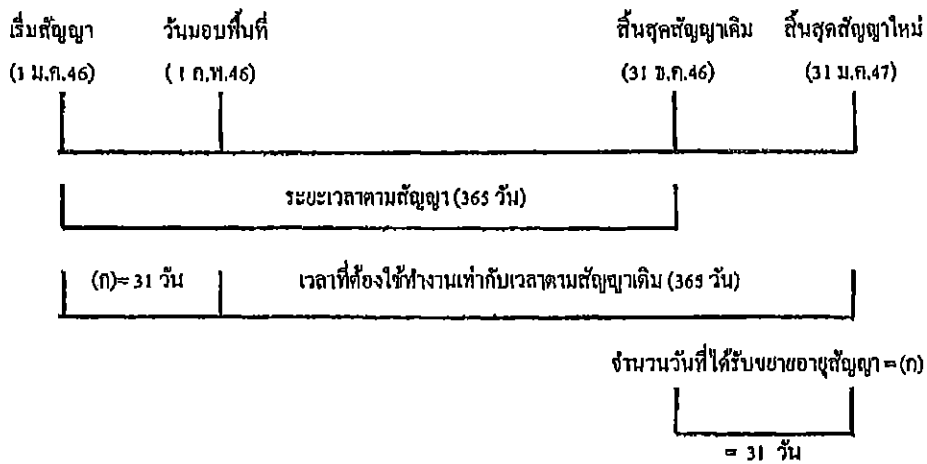 เริ่มสัญญา วันมอบพื้นที่ สิ้นสุดสัญญาเดิม สิ้นสุดสัญญาใหม่
(1 ม.ค.46) (1 ก.พ.46) (31 ธ.ค.46) (31 ม.ค.47)
ระยะเวลาตามสัญญา (365 วัน)
(ก)= 31 วัน เวลาที่ต้องใช้ทำงานเท่ากับเวลาตามสัญญาเดิม (365 วัน)
จำนวนวันที่ได้รับขยายอายุสัญญา = (ก)
= 31 วัน